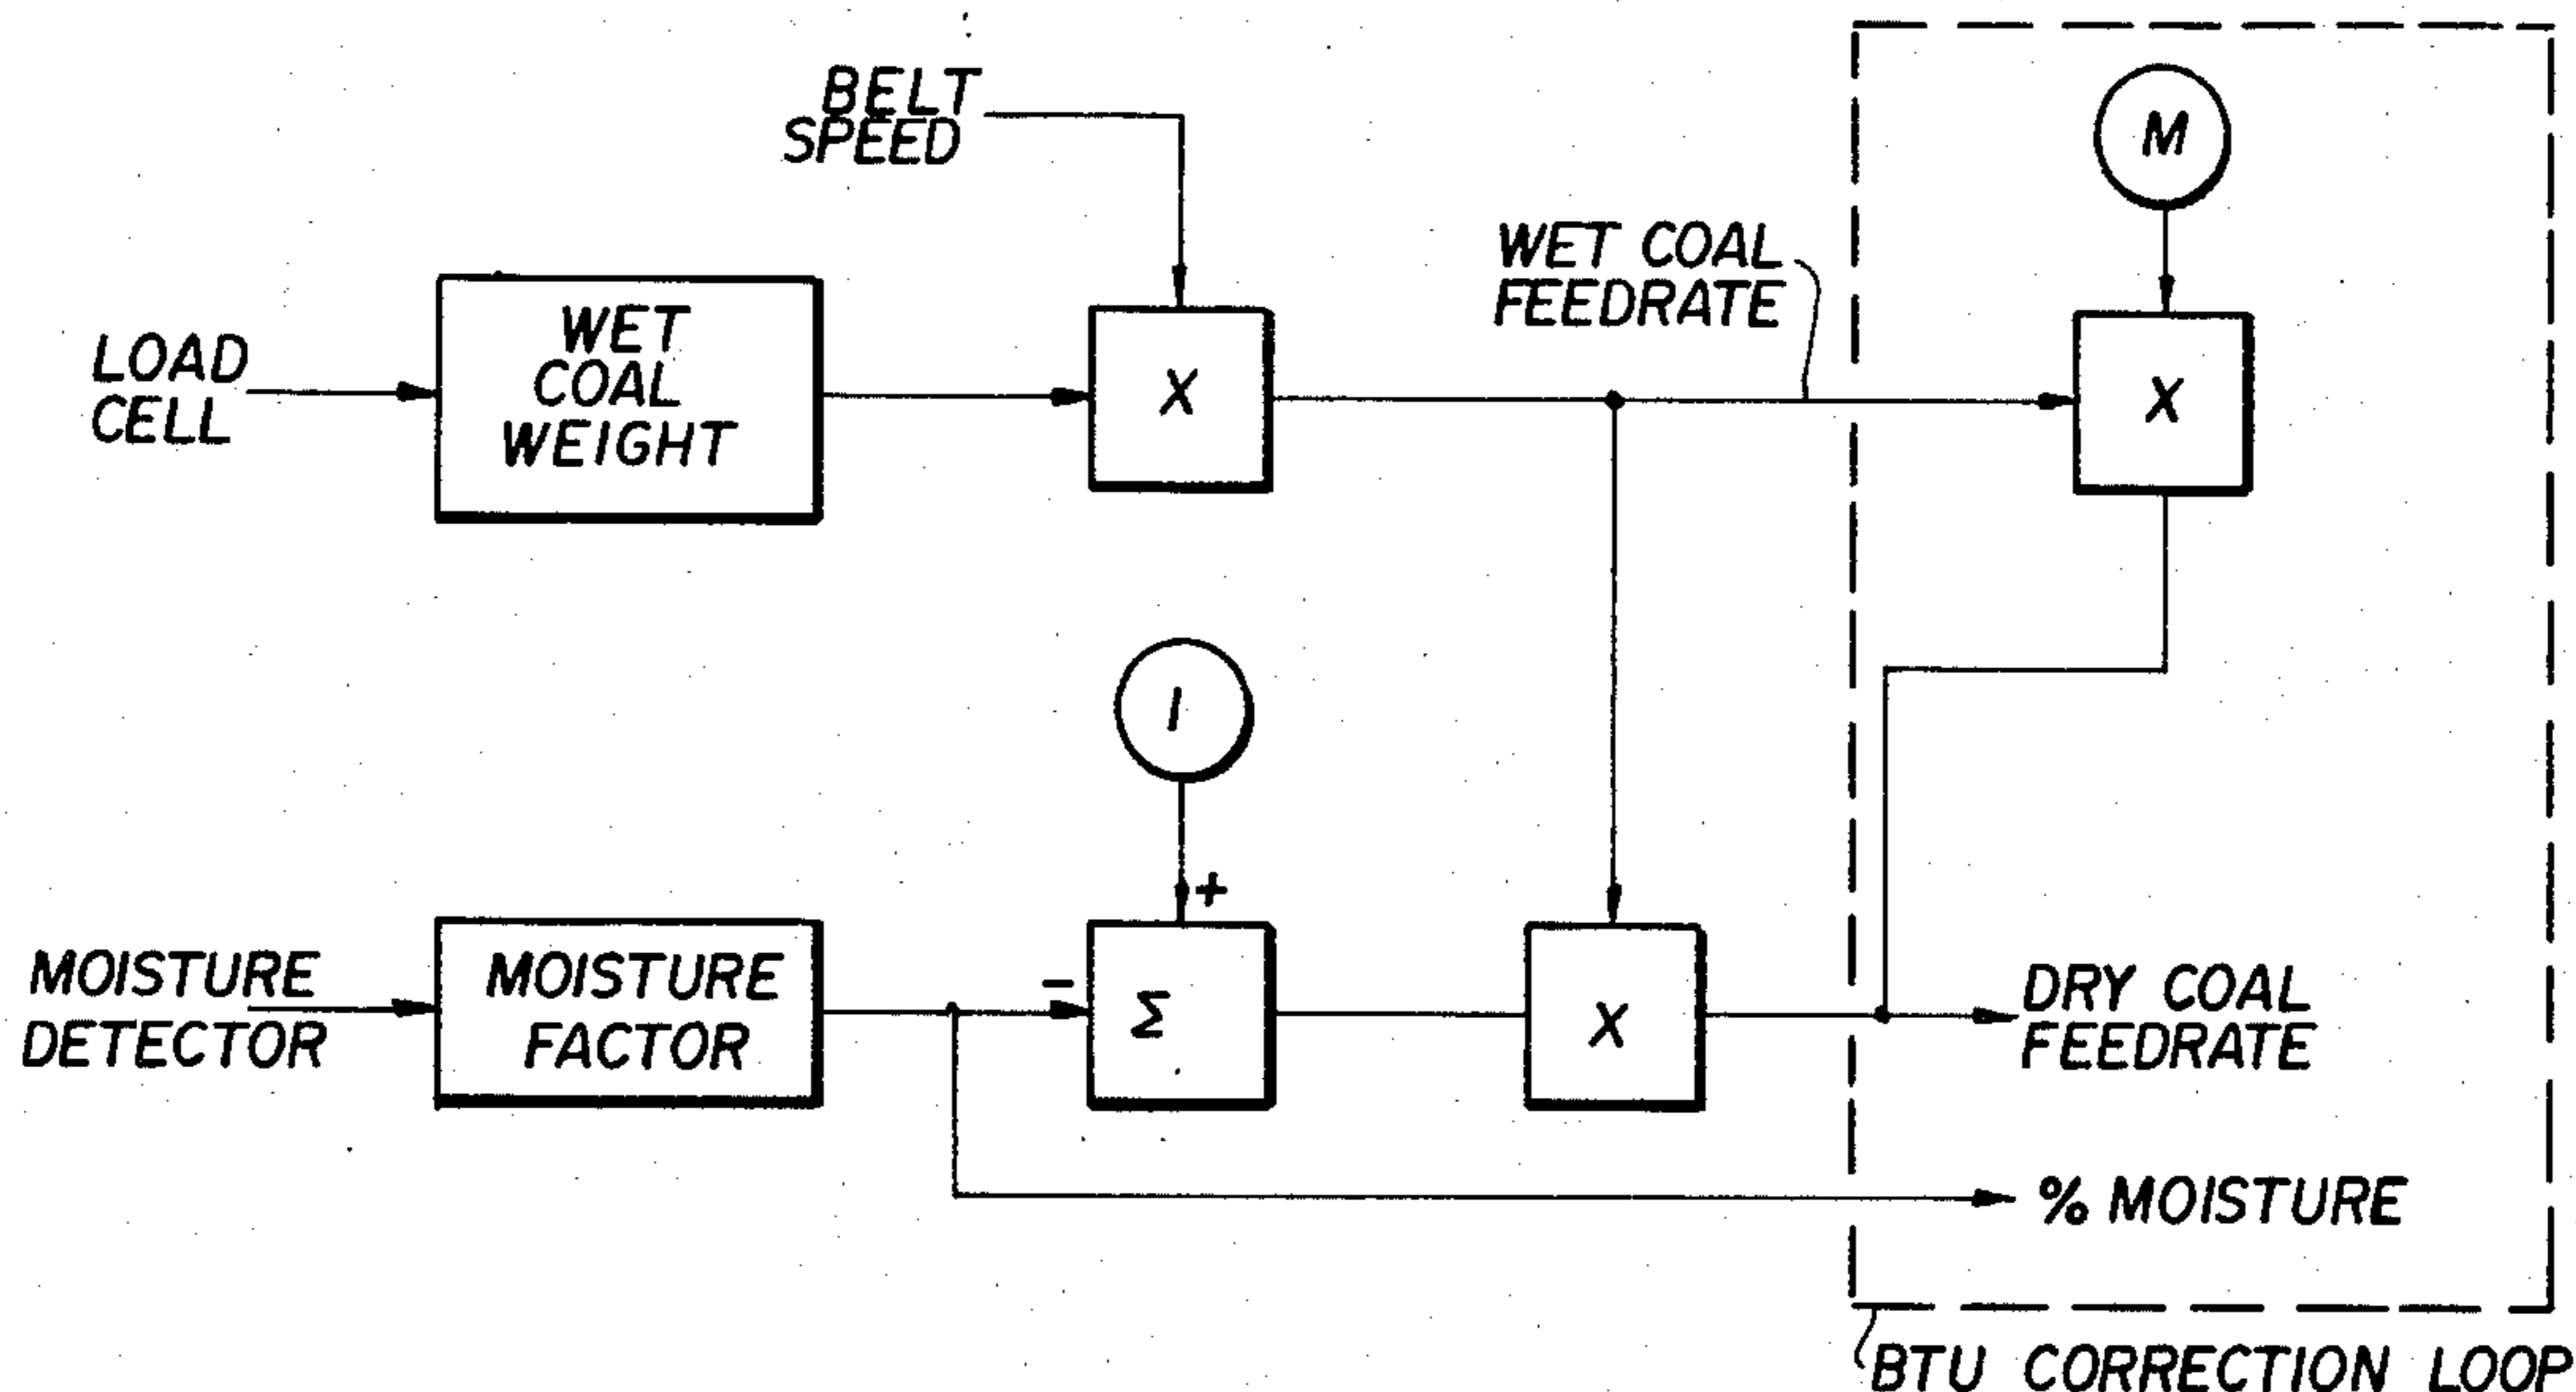 BELT
SPEED
M
WET COAL
FEEDRATE
LOAD
CELL
WET
COAL
WEIGHT
X
X
1
+
MOISTURE
DETECTOR
MOISTURE
FACTOR
-
Σ
X
DRY COAL
FEEDRATE
% MOISTURE
BTU CORRECTION LOOP